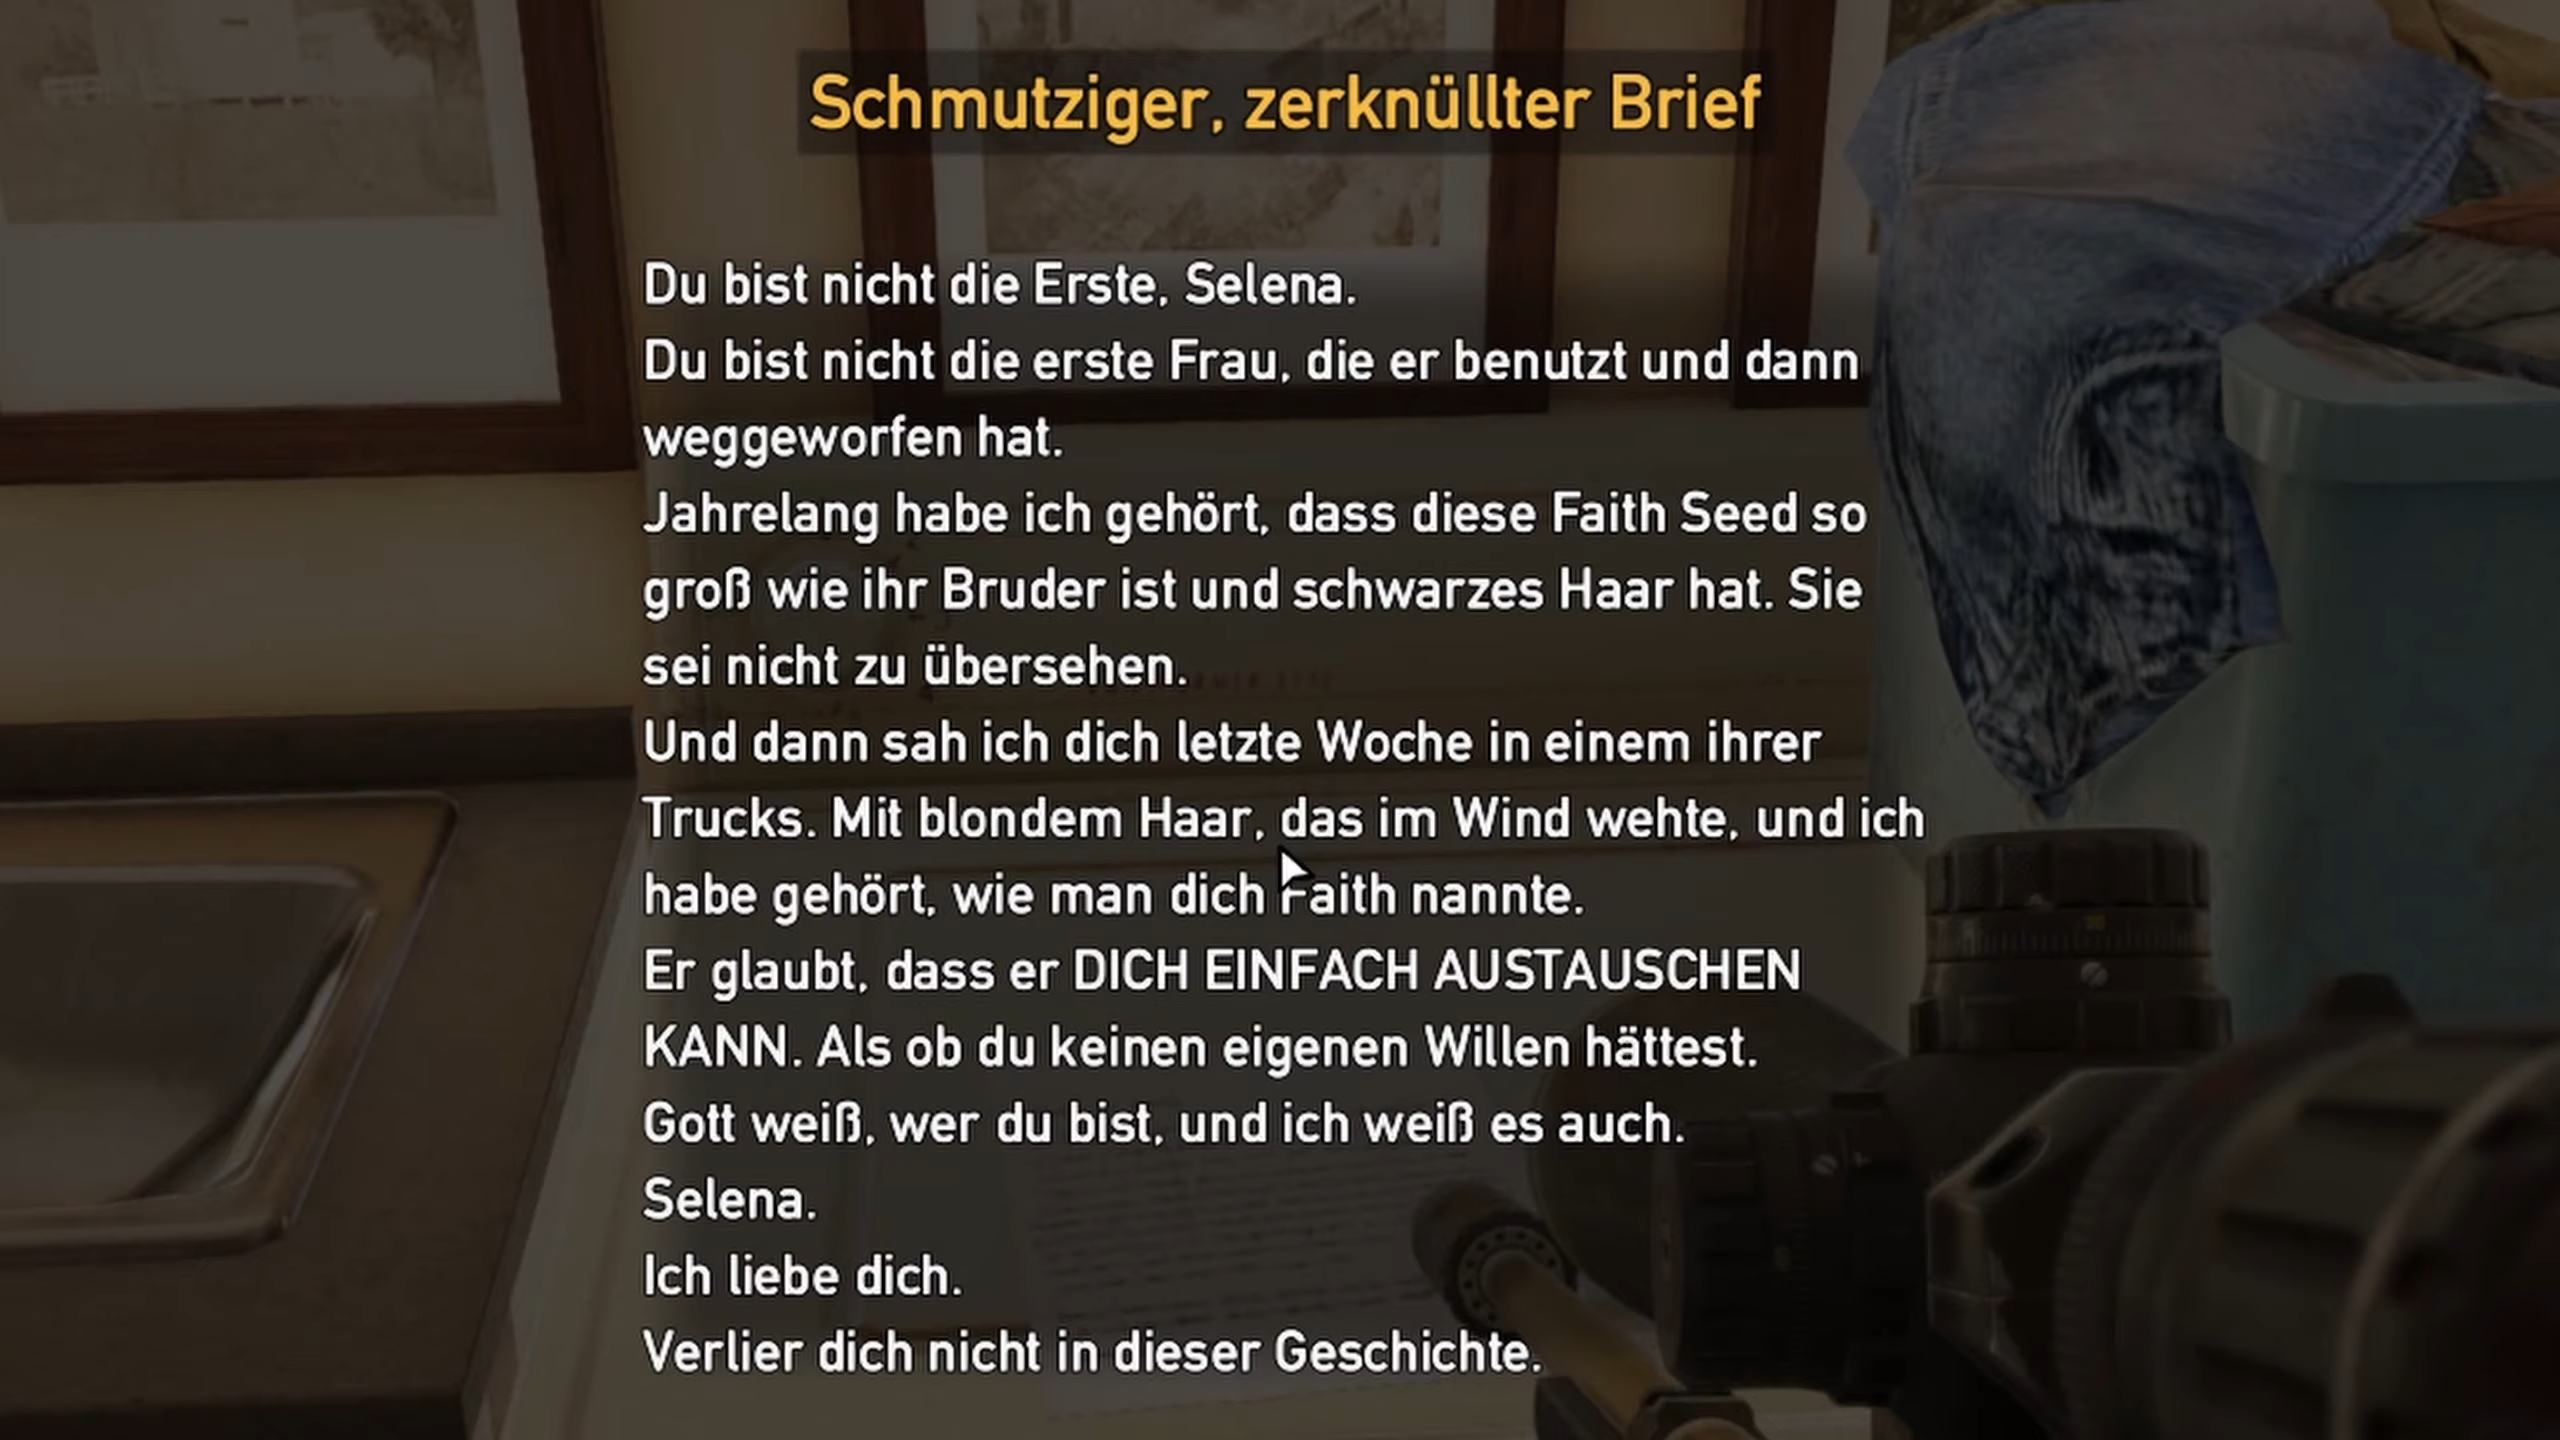 Schmutziger, zerknüllter Brief
Du bist nicht die Erste, Selena.
Du bist nicht die erste Frau, die er benutzt und dann
weggeworfen hat.
Jahrelang habe ich gehört, dass diese Faith Seed so
groß wie ihr Bruder ist und schwarzes Haar hat. Sie
sei nicht zu übersehen.
Und dann sah ich dich letzte Woche in einem ihrer
Trucks. Mit blondem Haar, das im Wind wehte, und ich
habe gehört, wie man dich Faith nannte.
Er glaubt, dass er DICH EINFACH AUSTAUSCHEN
KANN. Als ob du keinen eigenen Willen hättest.
Gott weiß, wer du bist, und ich weiß es auch.
Selena.
Ich liebe dich.
Verlier dich nicht in dieser Geschichte.